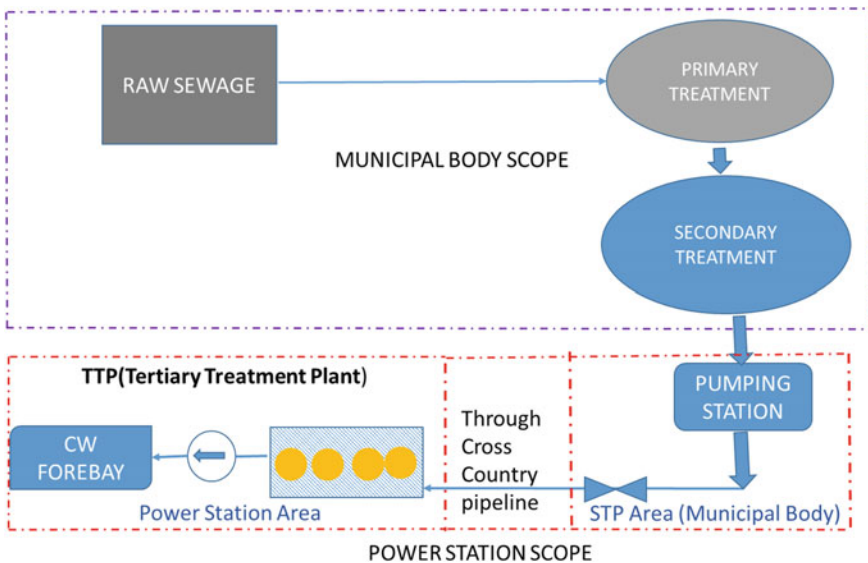 RAW SEWAGE
PRIMARY
TREATMENT
MUNICIPAL BODY SCOPE
SECONDARY
TREATMENT
TTP(Tertiary Treatment Plant)
PUMPING
STATION
CW
FOREBAY
Through
Cross
Country
pipeline
Power Station Area
STP Area (Municipal Body)
POWER STATION SCOPE